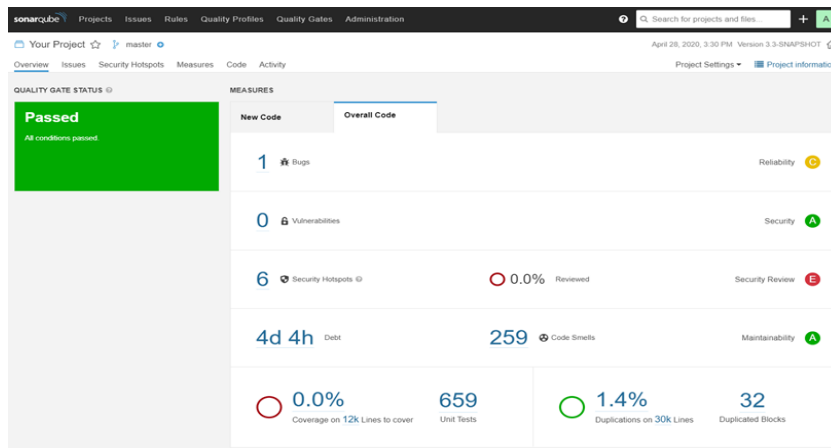 sonarqube Projects Issues Rules Quality Profiles Quality Gates Administration ? Search for projects and files... + A
Your Project master April 28, 2020, 3:30 PM Version 3.3-SNAPSHOT
Overview Issues Security Hotspots Measures Code Activity Project Settings Project informatio
QUALITY GATE STATUS ? MEASURES
Passed
All conditions passed.
New Code Overall Code
1 Bugs Reliability C
0 Vulnerabilities Security A
6 Security Hotspots ? 0.0% Reviewed Security Review E
4d 4h Debt 259 Code Smells Maintainability A
0.0% 659 1.4% 32
Coverage on 12k Lines to cover Unit Tests Duplications on 30k Lines Duplicated Blocks